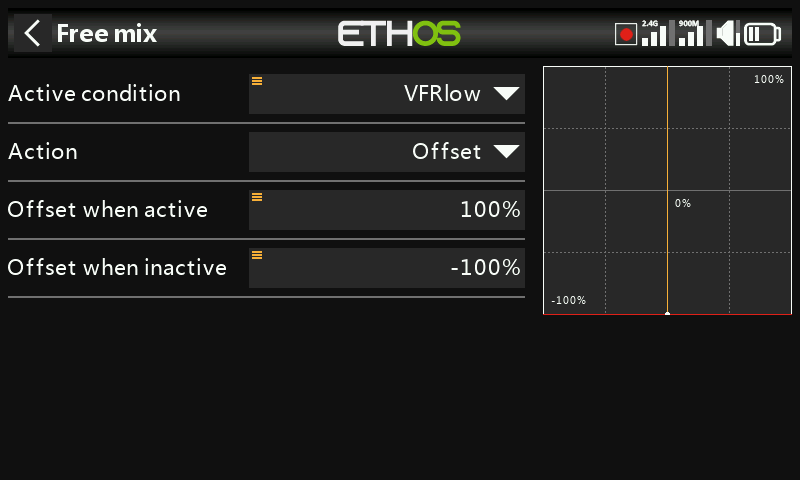 Free mix
ETHOS
2.4G
900M
Active condition
VFRlow
Action
Offset
Offset when active
100%
Offset when inactive
-100%
100%
0%
-100%